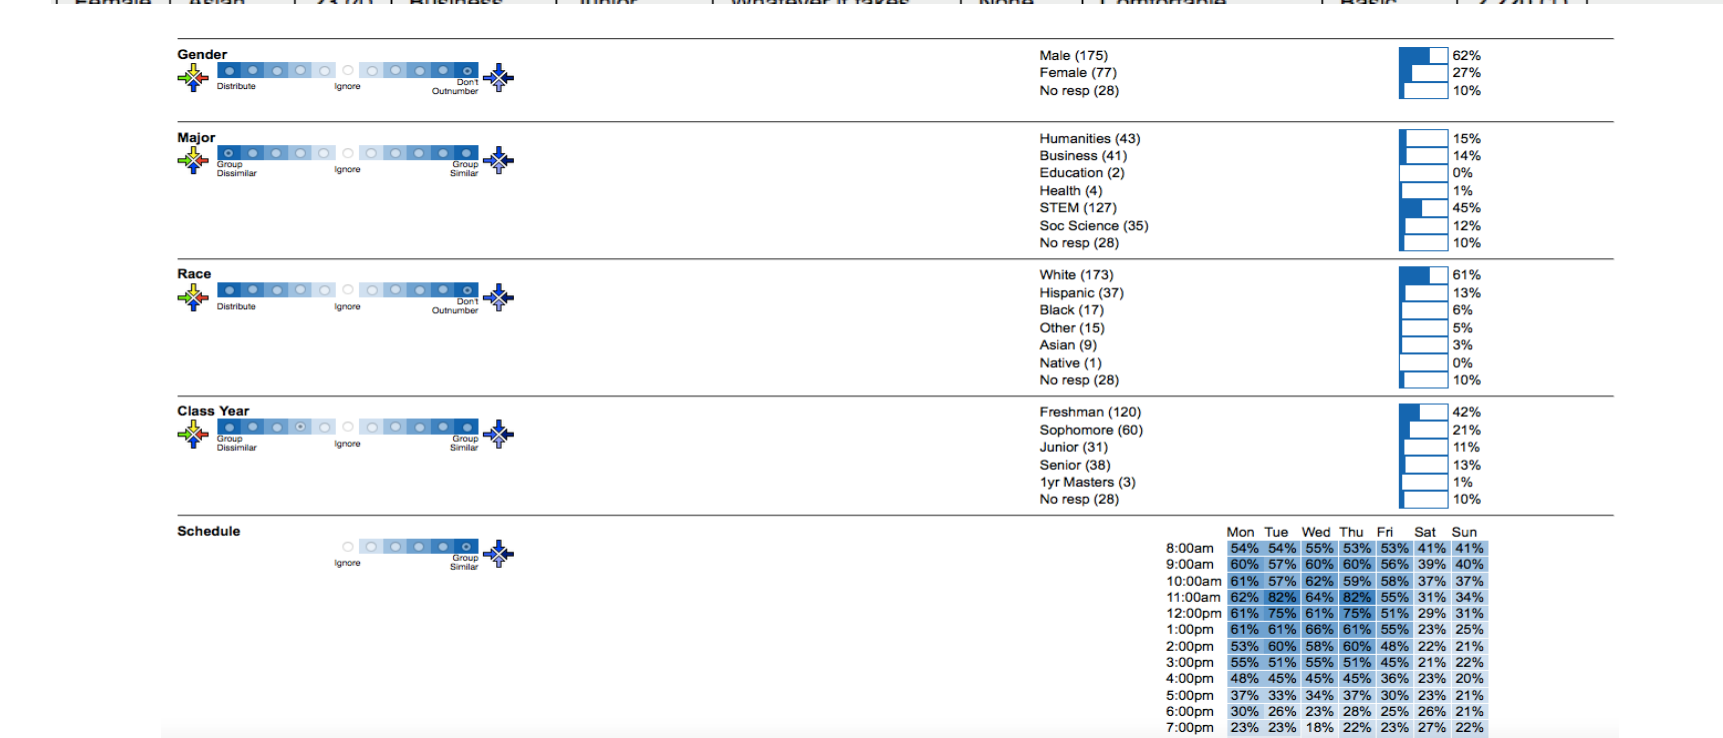 Female Asian Business Junior Whatever it takes None Comfortable Basic
Gender
Distribute Ignore Don't Outnumber
Male (175) 62%
Female (77) 27%
No resp (28) 10%
Major
Group Dissimilar Ignore Group Similar
Humanities (43) 15%
Business (41) 14%
Education (2) 0%
Health (4) 1%
STEM (127) 45%
Soc Science (35) 12%
No resp (28) 10%
Race
Distribute Ignore Don't Outnumber
White (173) 61%
Hispanic (37) 13%
Black (17) 6%
Other (15) 5%
Asian (9) 3%
Native (1) 0%
No resp (28) 10%
Class Year
Group Dissimilar Ignore Group Similar
Freshman (120) 42%
Sophomore (60) 21%
Junior (31) 11%
Senior (38) 13%
1yr Masters (3) 1%
No resp (28) 10%
Schedule
Ignore Group Similar
Mon Tue Wed Thu Fri Sat Sun
8:00am 54% 54% 55% 53% 53% 41% 41%
9:00am 60% 57% 60% 60% 56% 39% 40%
10:00am 61% 57% 62% 59% 58% 37% 37%
11:00am 62% 82% 64% 82% 55% 31% 34%
12:00pm 61% 75% 61% 75% 51% 29% 31%
1:00pm 61% 61% 66% 61% 55% 23% 25%
2:00pm 53% 60% 58% 60% 48% 22% 21%
3:00pm 55% 51% 55% 51% 45% 21% 22%
4:00pm 48% 45% 45% 45% 36% 23% 20%
5:00pm 37% 33% 34% 37% 30% 23% 21%
6:00pm 30% 26% 23% 28% 25% 26% 21%
7:00pm 23% 23% 18% 22% 23% 27% 22%